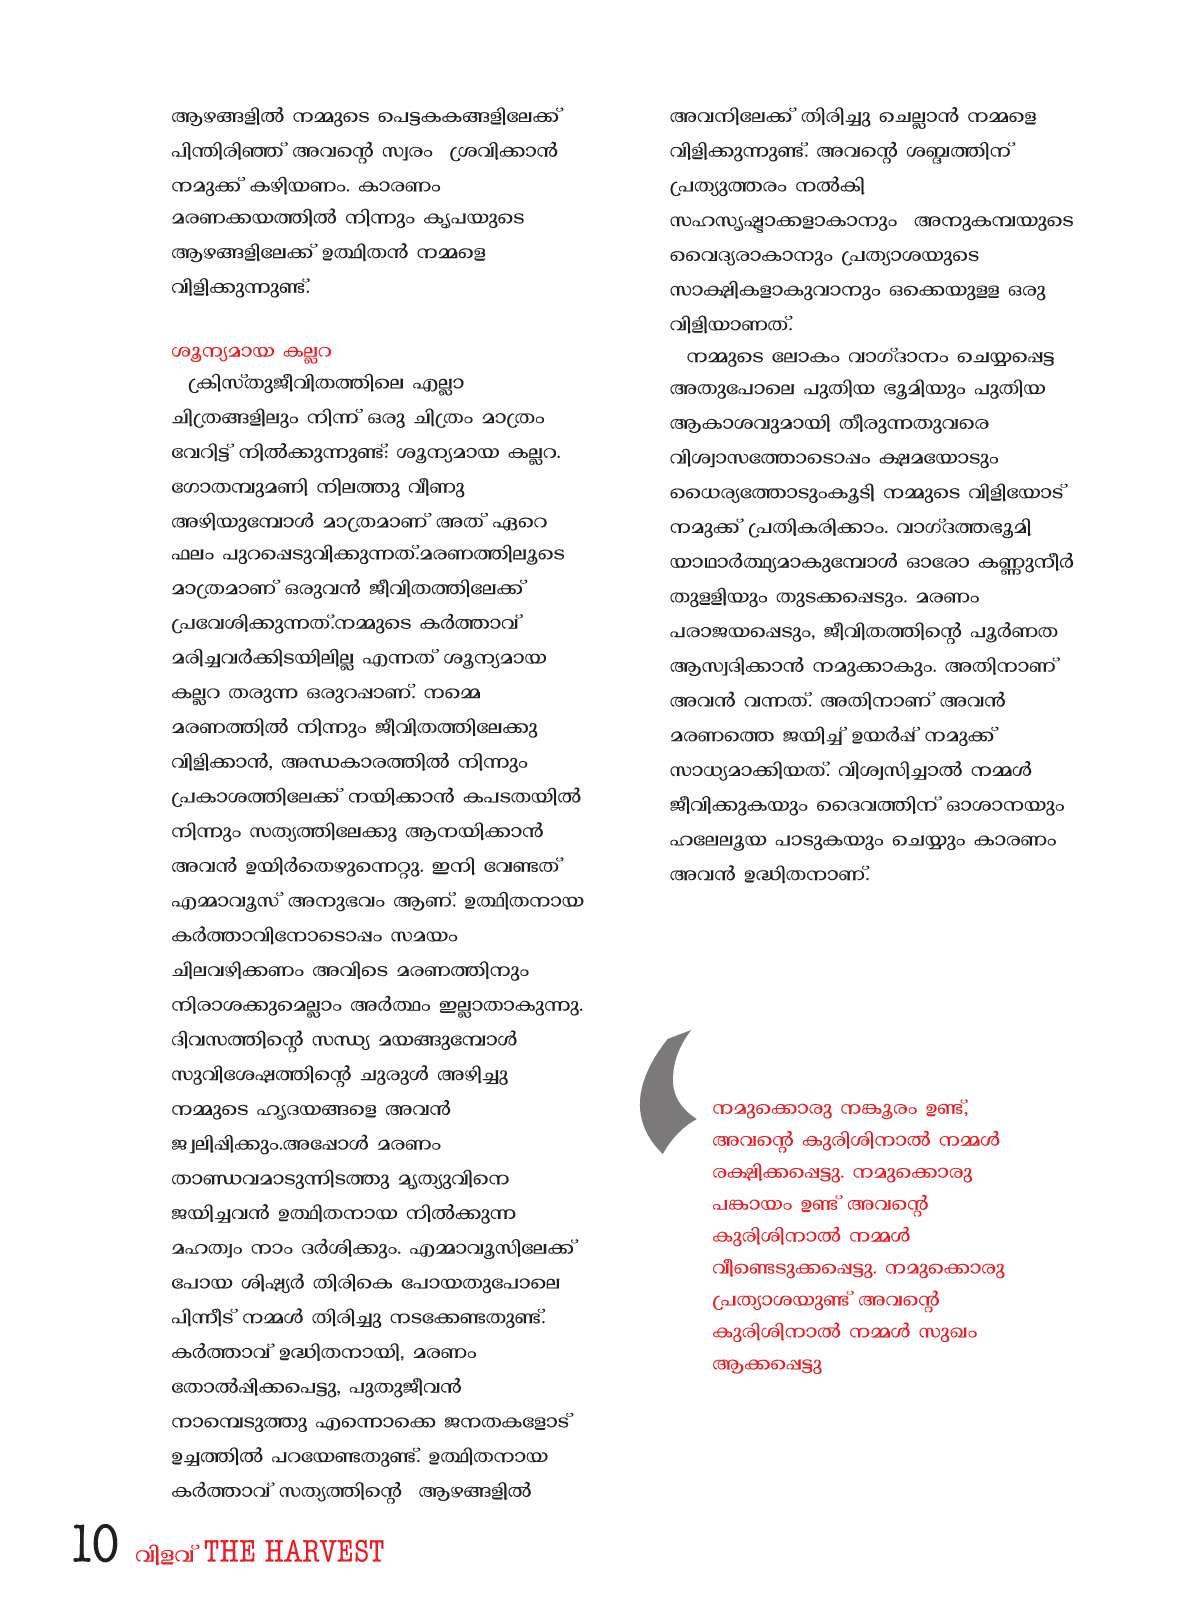 ആഴങ്ങളിൽ നമ്മുടെ പെട്ടകകങ്ങളിലേക്ക്
പിന്തിരിഞ്ഞ് അവന്റെ സ്വരം ശ്രവിക്കാൻ
നമുക്ക് കഴിയണം. കാരണം
മരണക്കയത്തിൽ നിന്നും കൃപയുടെ
ആഴങ്ങളിലേക്ക് ഉത്ഥിതൻ നമ്മളെ
വിളിക്കുന്നുണ്ട്.
ശൂന്യമായ കല്ലറ
ക്രിസ്തുജീവിതത്തിലെ എല്ലാ
ചിത്രങ്ങളിലും നിന്ന് ഒരു ചിത്രം മാത്രം
വേറിട്ട് നിൽക്കുന്നുണ്ട്: ശൂന്യമായ കല്ലറ.
ഗോതമ്പുമണി നിലത്തു വീണു
അഴിയുമ്പോൾ മാത്രമാണ് അത് ഏറെ
ഫലം പുറപ്പെടുവിക്കുന്നത്.മരണത്തിലൂടെ
മാത്രമാണ് ഒരുവൻ ജീവിതത്തിലേക്ക്
പ്രവേശിക്കുന്നത്.നമ്മുടെ കർത്താവ്
മരിച്ചവർക്കിടയിലില്ല എന്നത് ശൂന്യമായ
കല്ലറ തരുന്ന ഒരുറപ്പാണ്. നമ്മെ
മരണത്തിൽ നിന്നും ജീവിതത്തിലേക്കു
വിളിക്കാൻ, അന്ധകാരത്തിൽ നിന്നും
പ്രകാശത്തിലേക്ക് നയിക്കാൻ കപടതയിൽ
നിന്നും സത്യത്തിലേക്കു ആനയിക്കാൻ
അവൻ ഉയിർതെഴുന്നെറ്റു. ഇനി വേണ്ടത്
എമ്മാവൂസ് അനുഭവം ആണ്. ഉത്ഥിതനായ
കർത്താവിനോടൊപ്പം സമയം
ചിലവഴിക്കണം അവിടെ മരണത്തിനും
നിരാശക്കുമെല്ലാം അർത്ഥം ഇല്ലാതാകുന്നു.
ദിവസത്തിന്റെ സന്ധ്യ മയങ്ങുമ്പോൾ
സുവിശേഷത്തിന്റെ ചുരുൾ അഴിച്ചു
നമ്മുടെ ഹൃദയങ്ങളെ അവൻ
ജ്വലിപ്പിക്കും.അപ്പോൾ മരണം
താണ്ഡവമാടുന്നിടത്തു മൃത്യുവിനെ
ജയിച്ചവൻ ഉത്ഥിതനായ നിൽക്കുന്ന
മഹത്വം നാം ദർശിക്കും. എമ്മാവൂസിലേക്ക്
പോയ ശിഷ്യർ തിരികെ പോയതുപോലെ
പിന്നീട് നമ്മൾ തിരിച്ചു നടക്കേണ്ടതുണ്ട്.
കർത്താവ് ഉദ്ധിതനായി, മരണം
തോൽപ്പിക്കപെട്ടു, പുതുജീവൻ
നാമ്പെടുത്തു എന്നൊക്കെ ജനതകളോട്
ഉച്ചത്തിൽ പറയേണ്ടതുണ്ട്. ഉത്ഥിതനായ
കർത്താവ് സത്യത്തിന്റെ ആഴങ്ങളിൽ
അവനിലേക്ക് തിരിച്ചു ചെല്ലാൻ നമ്മളെ
വിളിക്കുന്നുണ്ട്. അവന്റെ ശബ്ദത്തിന്
പ്രത്യുത്തരം നൽകി
സഹസൃഷ്ടാക്കളാകാനും അനുകമ്പയുടെ
വൈദ്യരാകാനും പ്രത്യാശയുടെ
സാക്ഷികളാകുവാനും ഒക്കെയുളള ഒരു
വിളിയാണത്.
നമ്മുടെ ലോകം വാഗ്ദാനം ചെയ്യപ്പെട്ട
അതുപോലെ പുതിയ ഭൂമിയും പുതിയ
ആകാശവുമായി തീരുന്നതുവരെ
വിശ്വാസത്തോടൊപ്പം ക്ഷമയോടും
ധൈര്യത്തോടുംകൂടി നമ്മുടെ വിളിയോട്
നമുക്ക് പ്രതികരിക്കാം. വാഗ്ദത്തഭൂമി
യാഥാർത്ഥ്യമാകുമ്പോൾ ഓരോ കണ്ണുനീർ
തുളളിയും തുടക്കപ്പെടും. മരണം
പരാജയപ്പെടും, ജീവിതത്തിന്റെ പൂർണത
ആസ്വദിക്കാൻ നമുക്കാകും. അതിനാണ്
അവൻ വന്നത്. അതിനാണ് അവൻ
മരണത്തെ ജയിച്ച് ഉയർപ്പ് നമുക്ക്
സാധ്യമാക്കിയത്. വിശ്വസിച്ചാൽ നമ്മൾ
ജീവിക്കുകയും ദൈവത്തിന് ഓശാനയും
ഹലേലൂയ പാടുകയും ചെയ്യും കാരണം
അവൻ ഉദ്ധിതനാണ്.
നമുക്കൊരു നങ്കൂരം ഉണ്ട്,
അവന്റെ കുരിശിനാൽ നമ്മൾ
രക്ഷിക്കപ്പെട്ടു. നമുക്കൊരു
പങ്കായം ഉണ്ട് അവന്റെ
കുരിശിനാൽ നമ്മൾ
വീണ്ടെടുക്കപ്പെട്ടു. നമുക്കൊരു
പ്രത്യാശയുണ്ട് അവന്റെ
കുരിശിനാൽ നമ്മൾ സുഖം
ആക്കപ്പെട്ടു
10 വിളവ് THE HARVEST